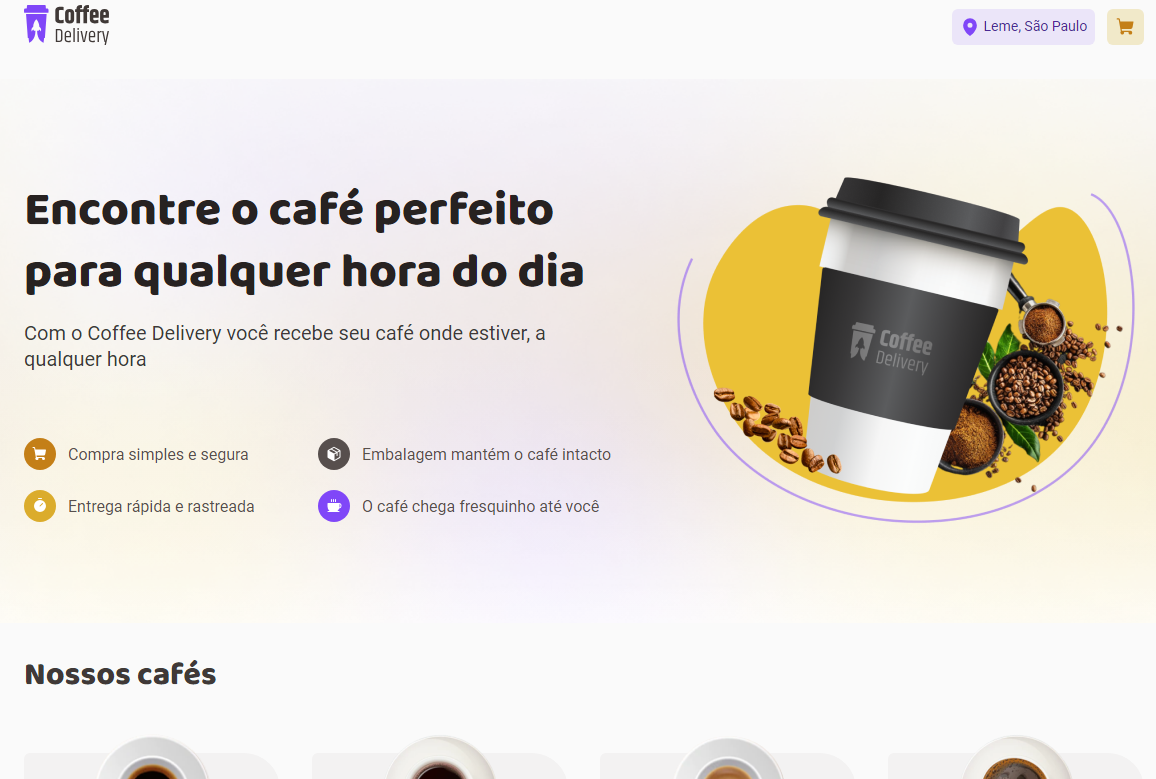 Coffee
Delivery
Leme, São Paulo
Encontre o café perfeito
para qualquer hora do dia
Com o Coffee Delivery você recebe seu café onde estiver, a
qualquer hora
Coffee
Delivery
Compra simples e segura
Embalagem mantém o café intacto
Entrega rápida e rastreada
O café chega fresquinho até você
Nossos cafés